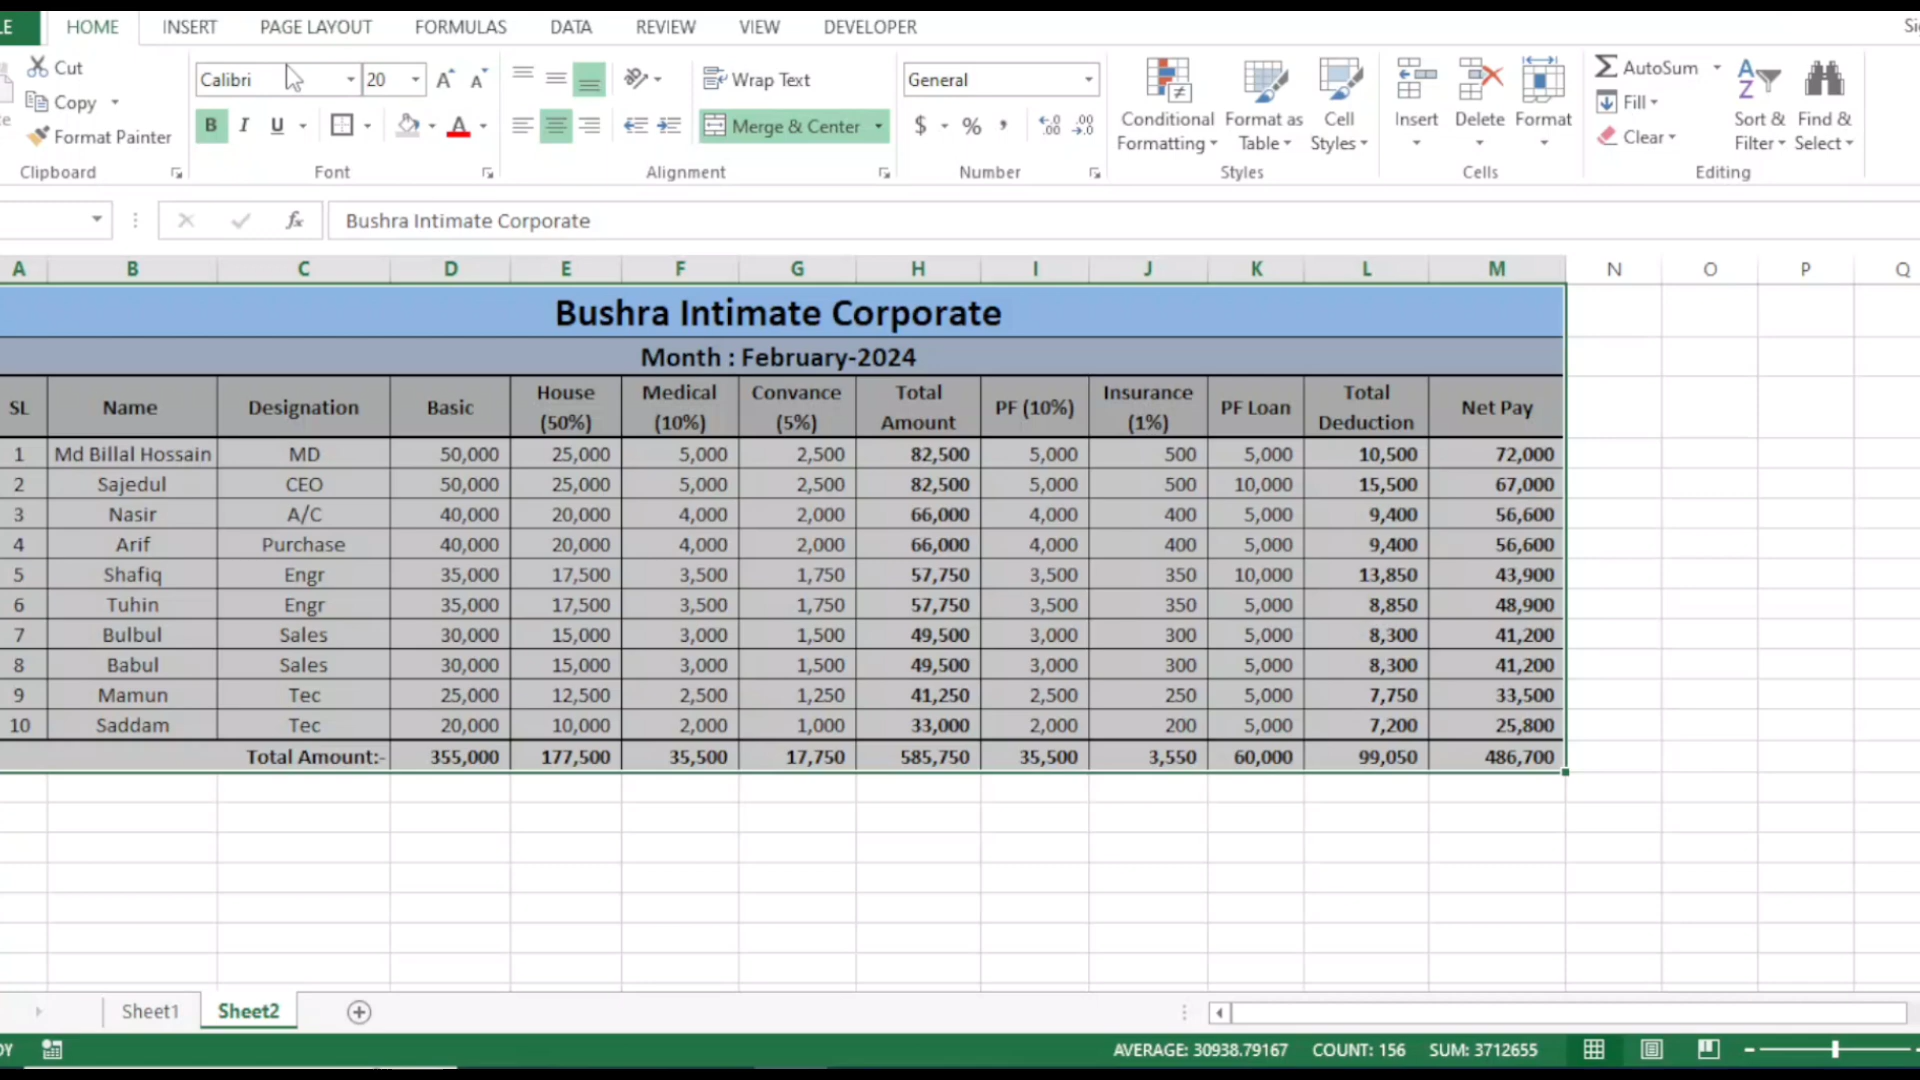 LE HOME INSERT PAGE LAYOUT FORMULAS DATA REVIEW VIEW DEVELOPER
Cut
Copy
Format Painter
Clipboard
Calibri 20
B I U
Font
Wrap Text
Merge & Center
Alignment
General
$ % ,
Number
Conditional Formatting
Format as Table
Cell Styles
Styles
Insert Delete Format
Cells
AutoSum
Fill
Clear
Sort & Filter
Find & Select
Editing
fx Bushra Intimate Corporate
A B C D E F G H I J K L M N O P Q
Bushra Intimate Corporate
Month : February-2024
SL Name Designation Basic House (50%) Medical (10%) Convance (5%) Total Amount PF (10%) Insurance (1%) PF Loan Total Deduction Net Pay
1 Md Billal Hossain MD 50,000 25,000 5,000 2,500 82,500 5,000 500 5,000 10,500 72,000
2 Sajedul CEO 50,000 25,000 5,000 2,500 82,500 5,000 500 10,000 15,500 67,000
3 Nasir A/C 40,000 20,000 4,000 2,000 66,000 4,000 400 5,000 9,400 56,600
4 Arif Purchase 40,000 20,000 4,000 2,000 66,000 4,000 400 5,000 9,400 56,600
5 Shafiq Engr 35,000 17,500 3,500 1,750 57,750 3,500 350 10,000 13,850 43,900
6 Tuhin Engr 35,000 17,500 3,500 1,750 57,750 3,500 350 5,000 8,850 48,900
7 Bulbul Sales 30,000 15,000 3,000 1,500 49,500 3,000 300 5,000 8,300 41,200
8 Babul Sales 30,000 15,000 3,000 1,500 49,500 3,000 300 5,000 8,300 41,200
9 Mamun Tec 25,000 12,500 2,500 1,250 41,250 2,500 250 5,000 7,750 33,500
10 Saddam Tec 20,000 10,000 2,000 1,000 33,000 2,000 200 5,000 7,200 25,800
Total Amount:- 355,000 177,500 35,500 17,750 585,750 35,500 3,550 60,000 99,050 486,700
Sheet1 Sheet2
AVERAGE: 30938.79167 COUNT: 156 SUM: 3712655